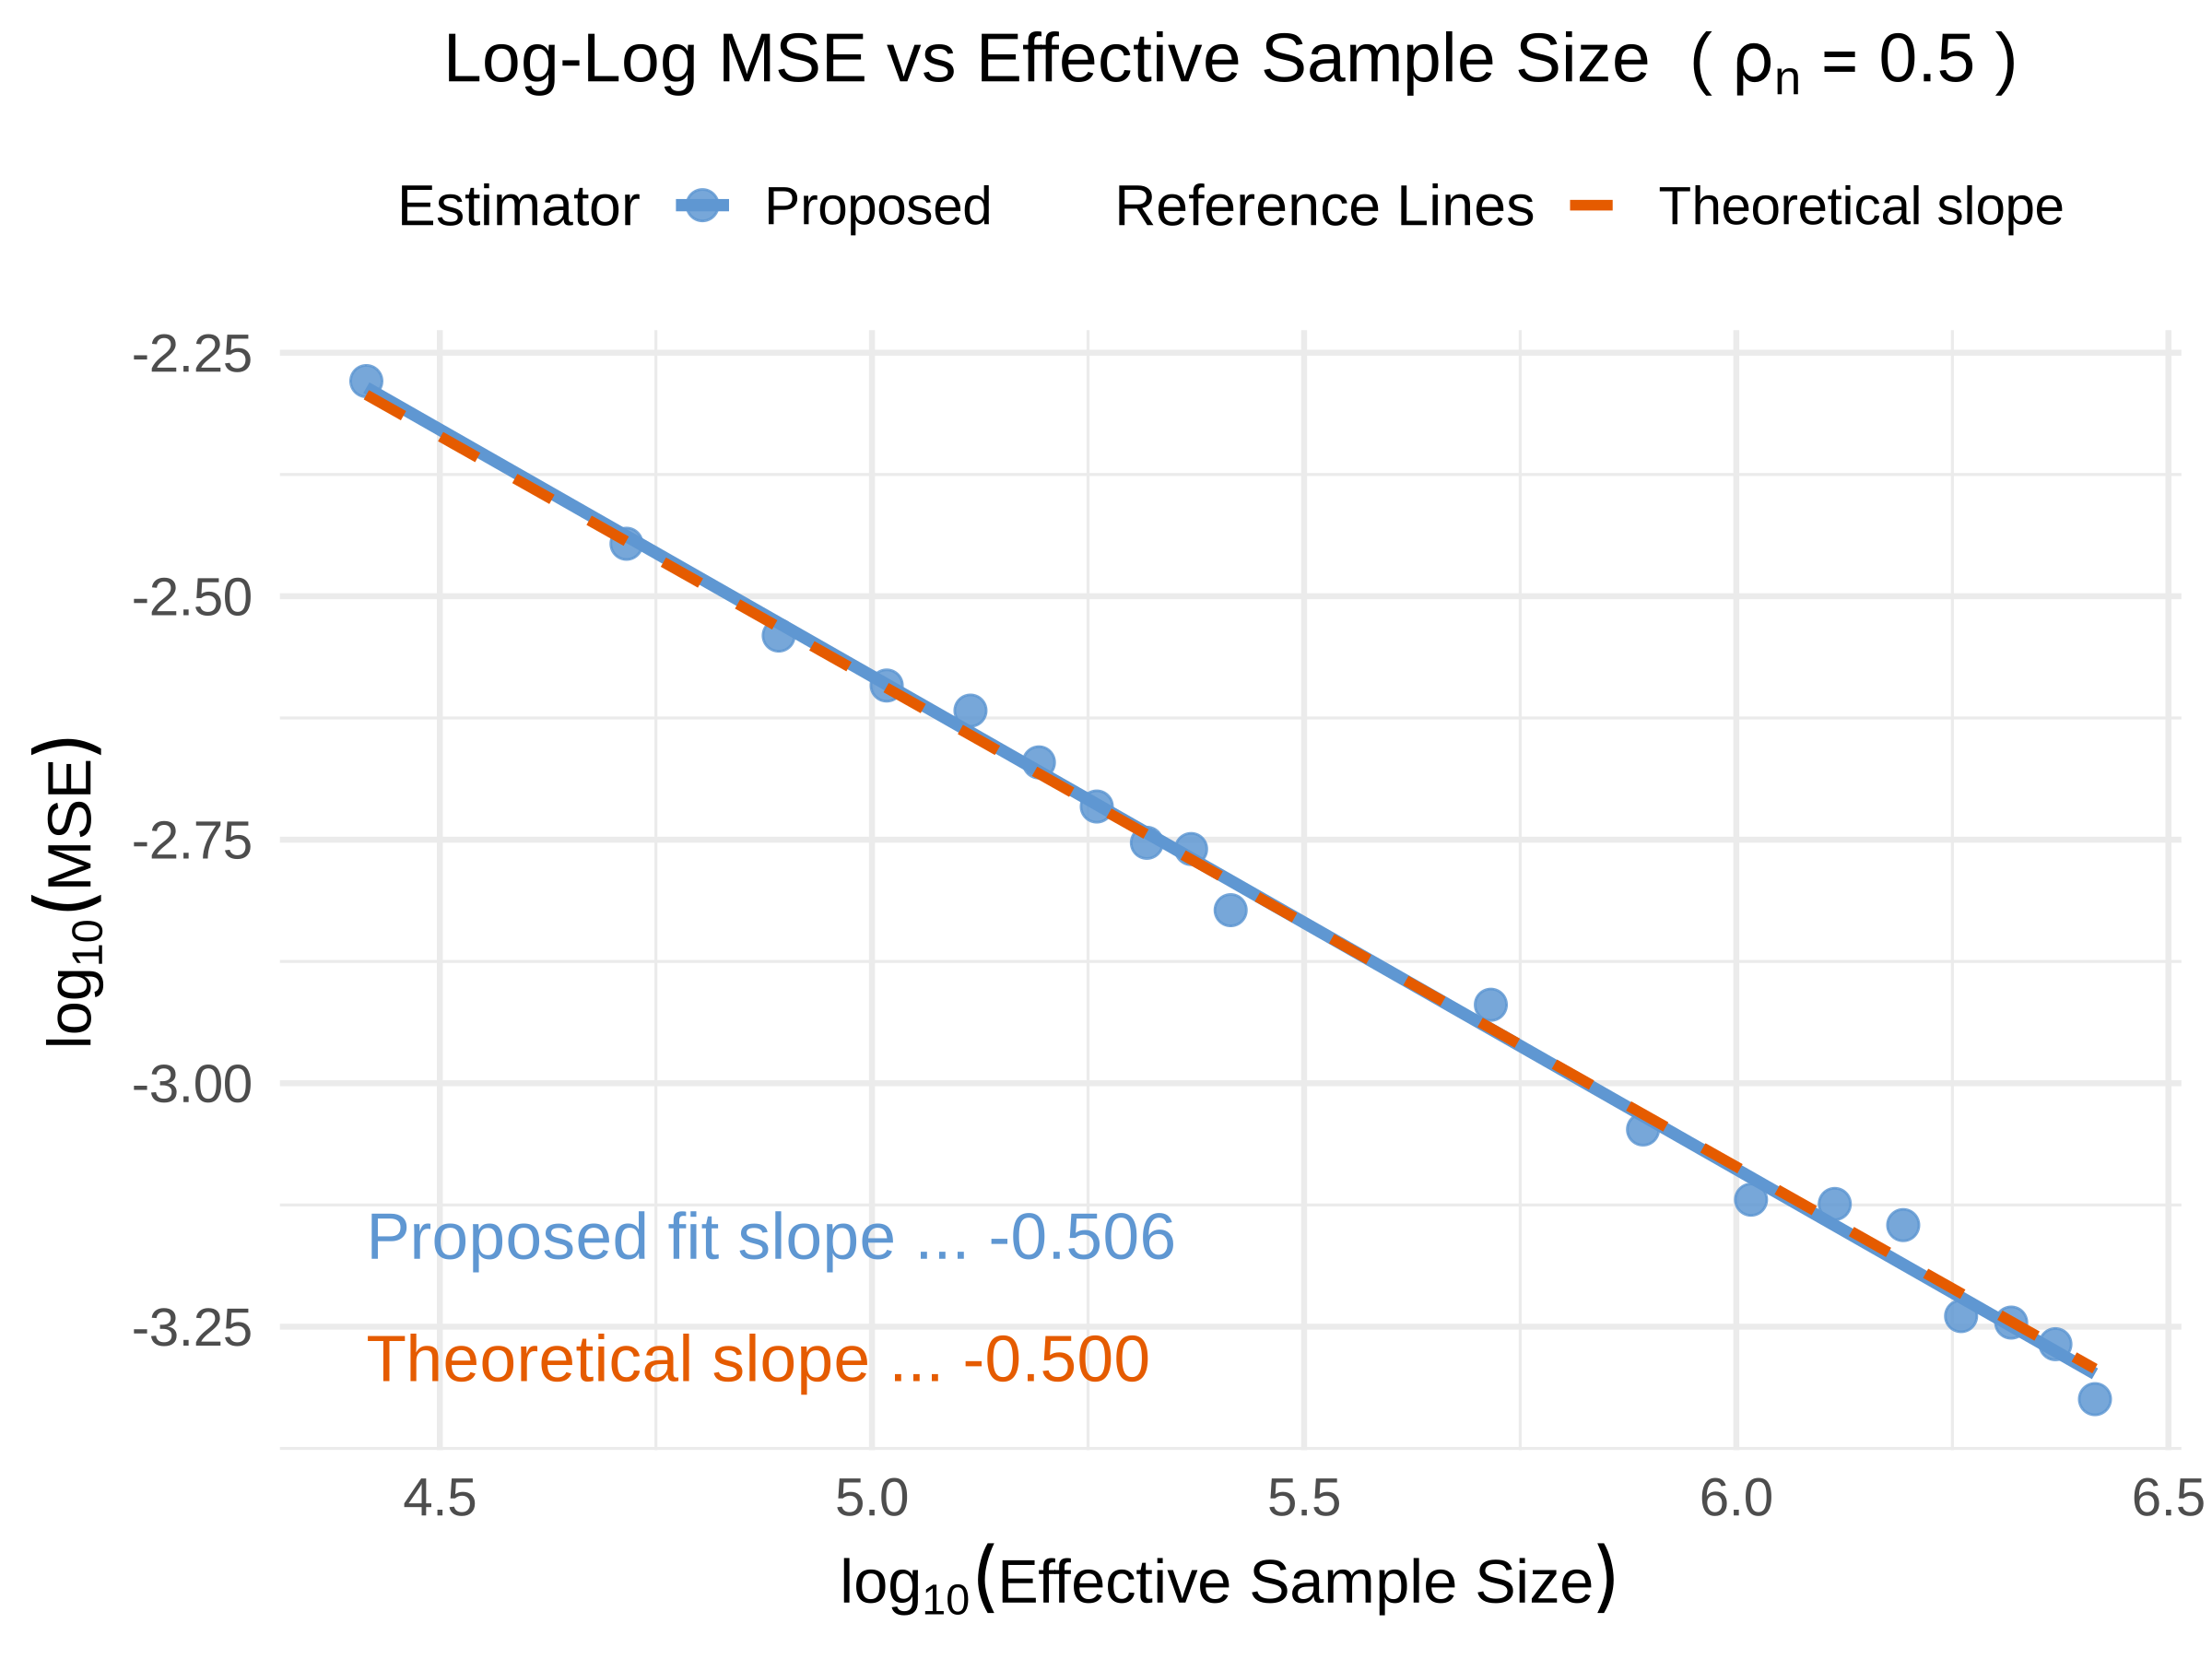 Log-Log MSE vs Effective Sample Size ( ρn = 0.5 )
Estimator Proposed Reference Lines Theoretical slope
-2.25
-2.50
-2.75
-3.00
-3.25
log10(MSE)
Proposed fit slope ... -0.506
Theoretical slope ... -0.500
4.5 5.0 5.5 6.0 6.5
log10(Effective Sample Size)